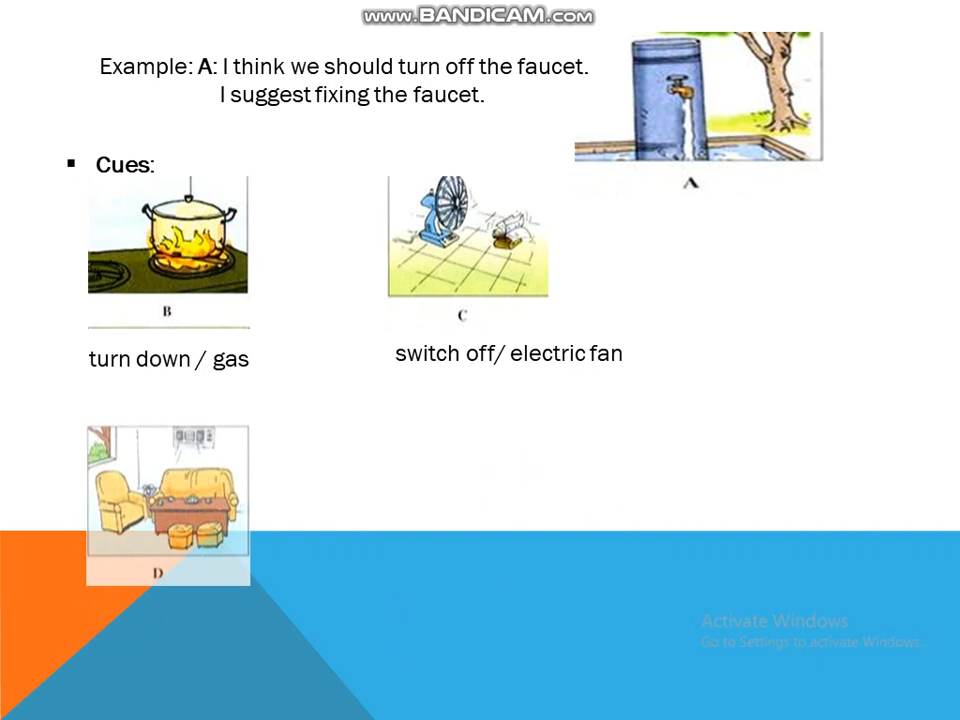 www.BANDICAM.com
Example: A: I think we should turn off the faucet.
I suggest fixing the faucet.
A
▪ Cues:
B
C
turn down / gas
switch off/ electric fan
D
Activate Windows
Go to Settings to activate Windows.